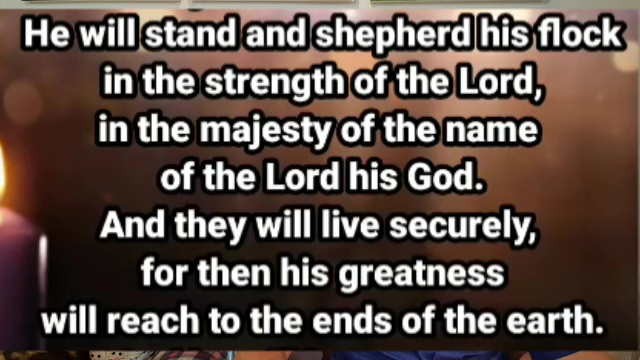 He will stand and shepherd his flock
in the strength of the Lord,
in the majesty of the name
of the Lord his God.
And they will live securely,
for then his greatness
will reach to the ends of the earth.